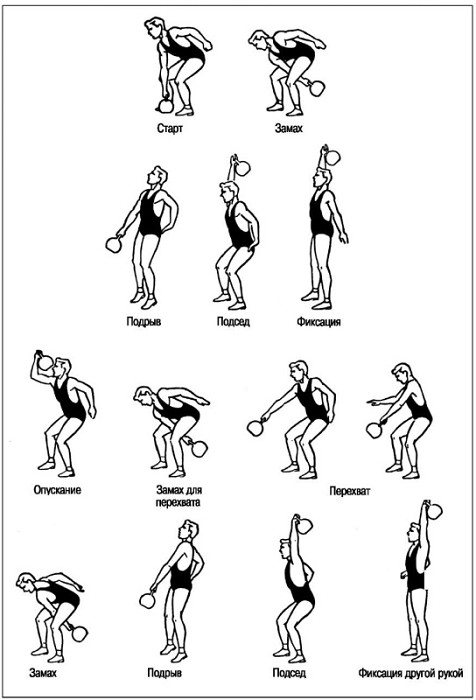 Старт
Замах
Подрыв
Подсед
Фиксация
Опускание
Замах для
перехвата
Перехват
Замах
Подрыв
Подсед
Фиксация другой рукой